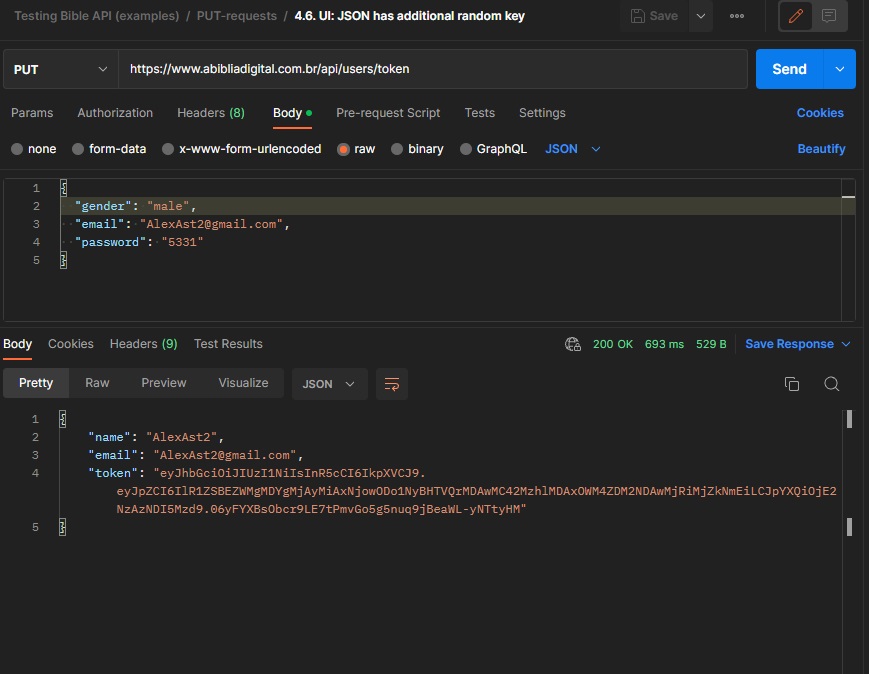 Testing Bible API (examples) / PUT-requests / 4.6. UI: JSON has additional random key
Save
PUT
https://www.abibliadigital.com.br/api/users/token
Send
Params Authorization Headers (8) Body Pre-request Script Tests Settings Cookies
none form-data x-www-form-urlencoded raw binary GraphQL JSON Beautify
1 {
2 "gender": "male",
3 "email": "AlexAst2@gmail.com",
4 "password": "5331"
5 }
Body Cookies Headers (9) Test Results 200 OK 693 ms 529 B Save Response
Pretty Raw Preview Visualize JSON
1 {
2 "name": "AlexAst2",
3 "email": "AlexAst2@gmail.com",
4 "token": "eyJhbGciOiJIUzI1NiIsInR5cCI6IkpXVCJ9.
eyJpZCI6IlR1ZSBEZWMgMDYgMjAyMiAxNjowODo1NyBHTVQrMDAwMC42MzhlMDAxOWM4ZDM2NDAwMjRiMjZkNmEiLCJpYXQiOjE2
NzAzNDI5Mzd9.06yFYXBsObcr9LE7tPmvGo5g5nuq9jBeaWL-yNTtyHM"
5 }